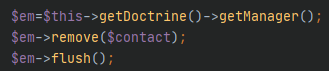 $em=$this->getDoctrine()->getManager();
$em->remove($contact);
$em->flush();